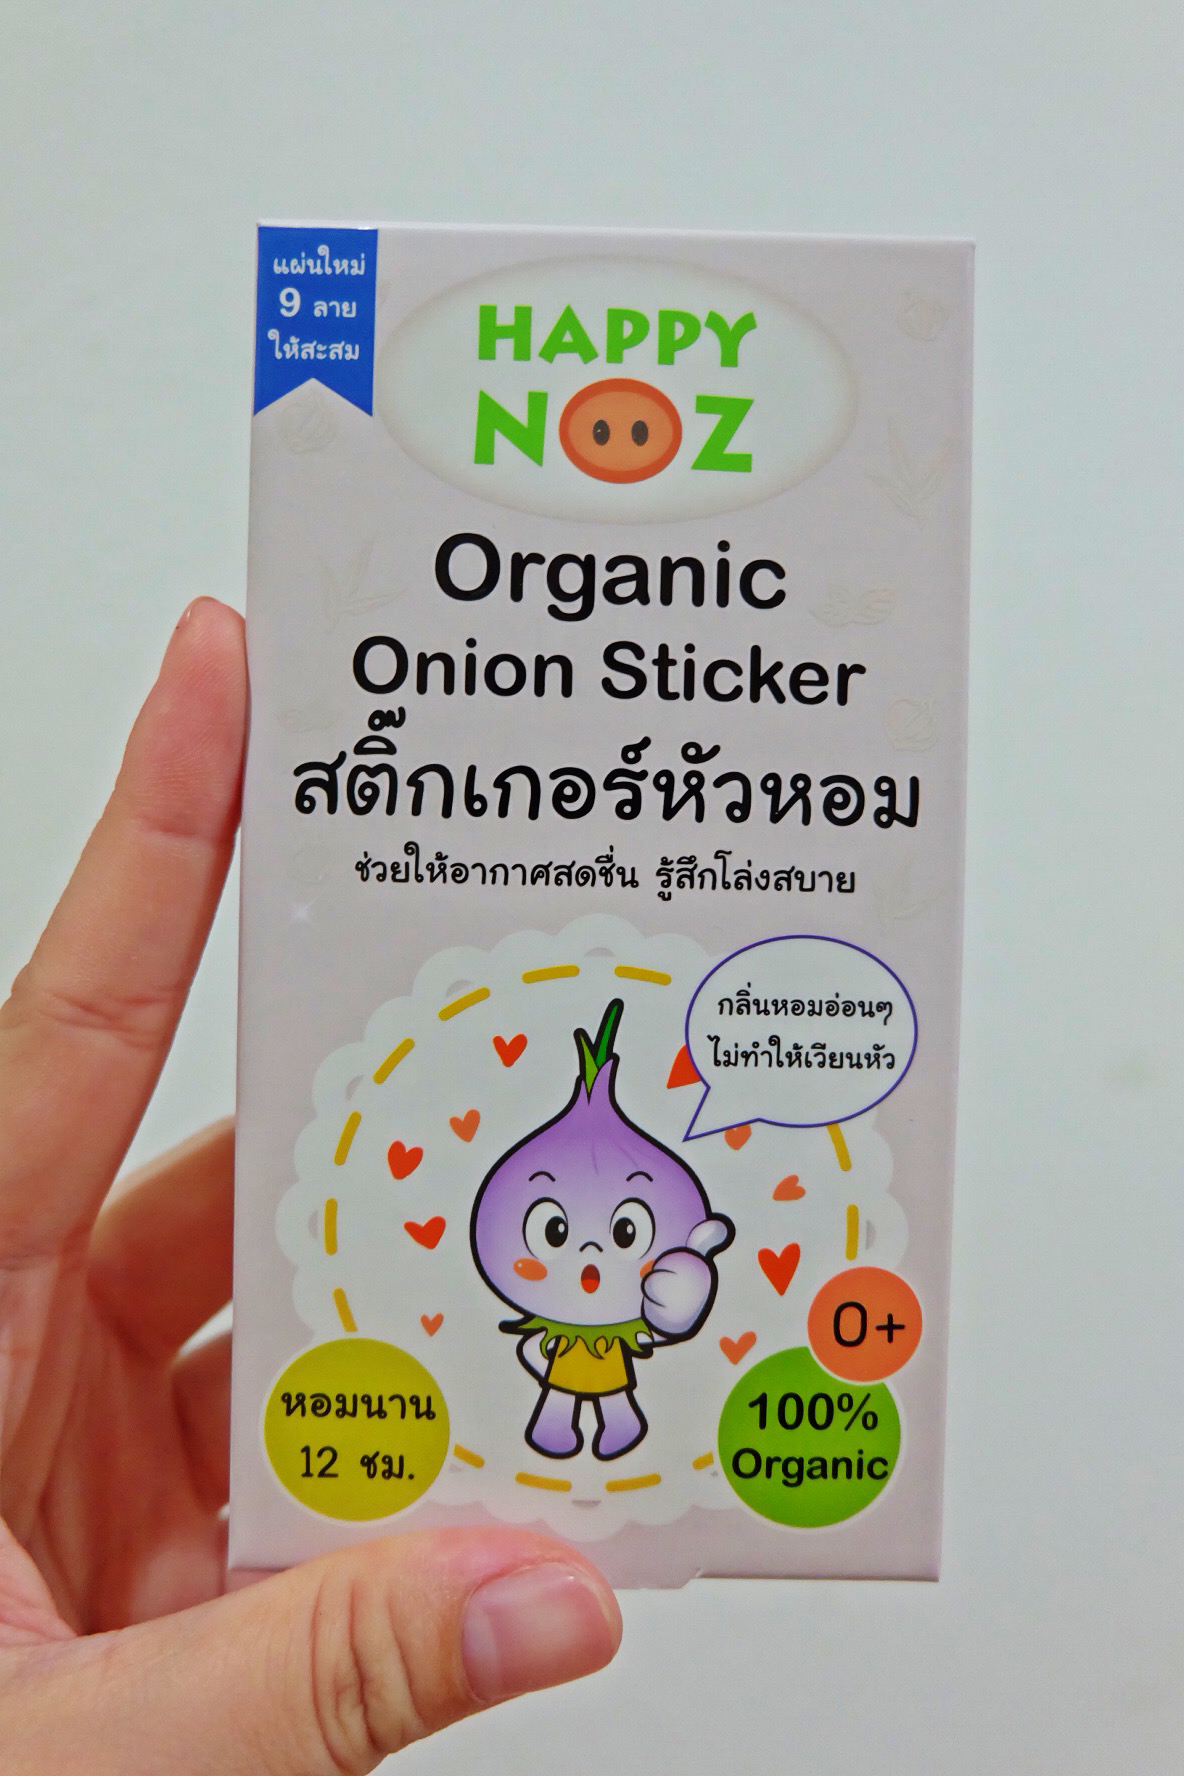 แผ่นใหม่
9 ลาย
ให้สะสม
HAPPY
NOZ
Organic
Onion Sticker
สติ๊กเกอร์หัวหอม
ช่วยให้อากาศสดชื่น รู้สึกโล่งสบาย
กลิ่นหอมอ่อนๆ
ไม่ทำให้เวียนหัว
0+
หอมนาน
12 ชม.
100%
Organic